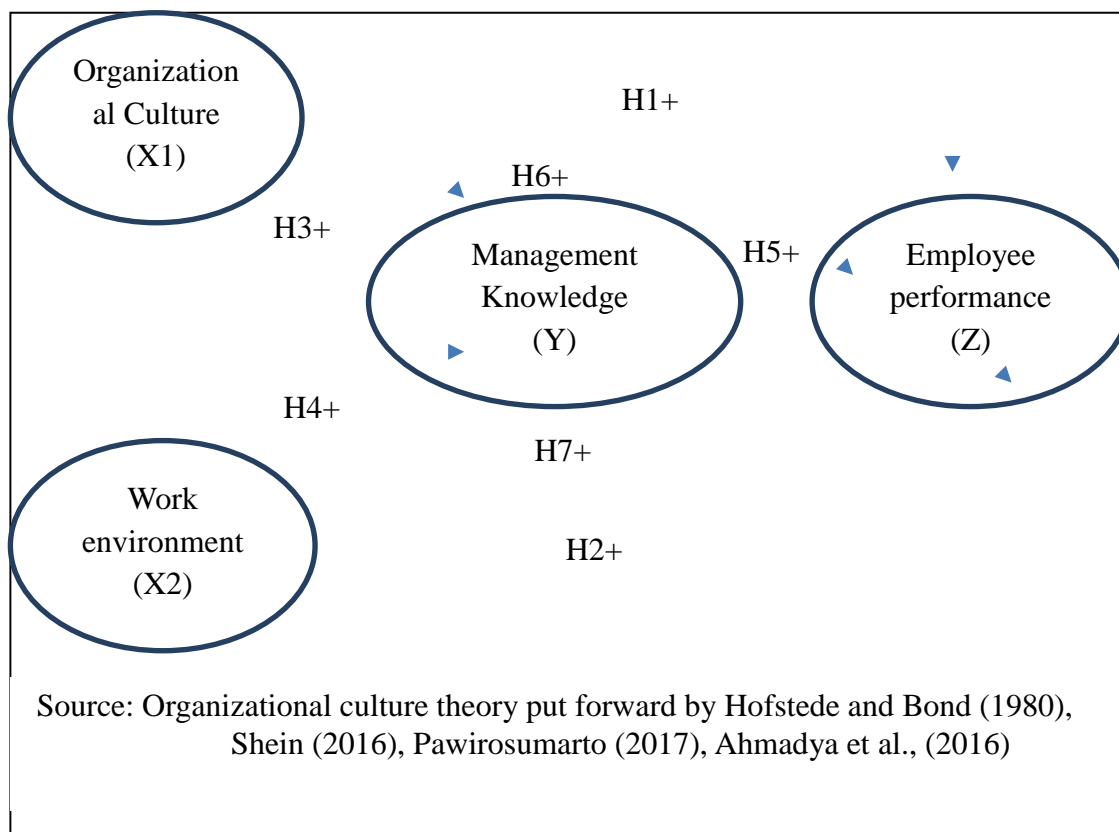 Organization
al Culture
(X1)
H1+
H6+
H3+
Management
Knowledge
(Y)
H5+
Employee
performance
(Z)
H4+
H7+
Work
environment
(X2)
H2+
Source: Organizational culture theory put forward by Hofstede and Bond (1980),
Shein (2016), Pawirosumarto (2017), Ahmadya et al., (2016)